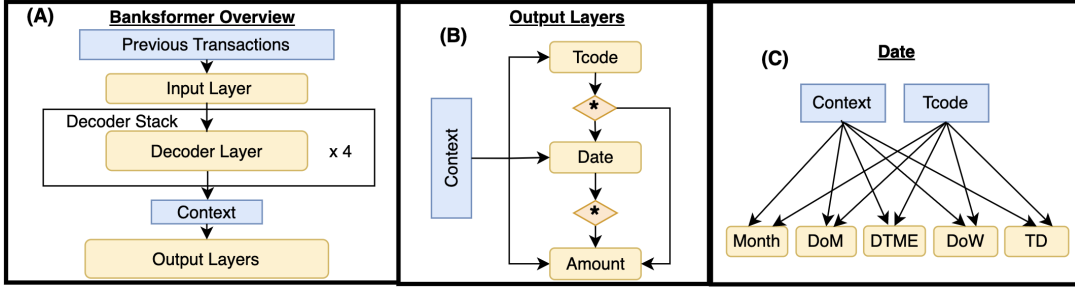 (A)
Banksformer Overview
Previous Transactions
Input Layer
Decoder Stack
Decoder Layer
x 4
Context
Output Layers
Output Layers
(B)
Tcode
*
Context
Date
*
Amount
Date
(C)
Context
Tcode
Month
DoM
DTME
DoW
TD